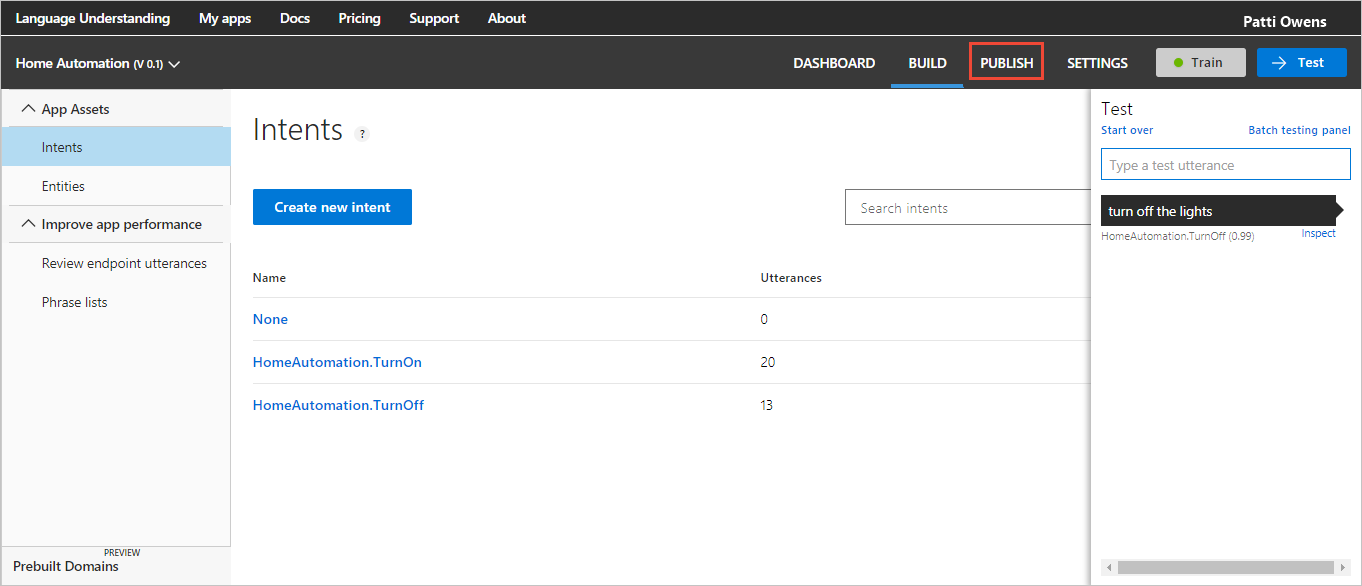 Language Understanding My apps Docs Pricing Support About Patti Owens
Home Automation (V 0.1) DASHBOARD BUILD PUBLISH SETTINGS Train Test
App Assets
Intents
Entities
Improve app performance
Review endpoint utterances
Phrase lists
PREVIEW
Prebuilt Domains
Intents ?
Create new intent Search intents
Name Utterances
None 0
HomeAutomation.TurnOn 20
HomeAutomation.TurnOff 13
Test
Start over Batch testing panel
Type a test utterance
turn off the lights
HomeAutomation.TurnOff (0.99) Inspect